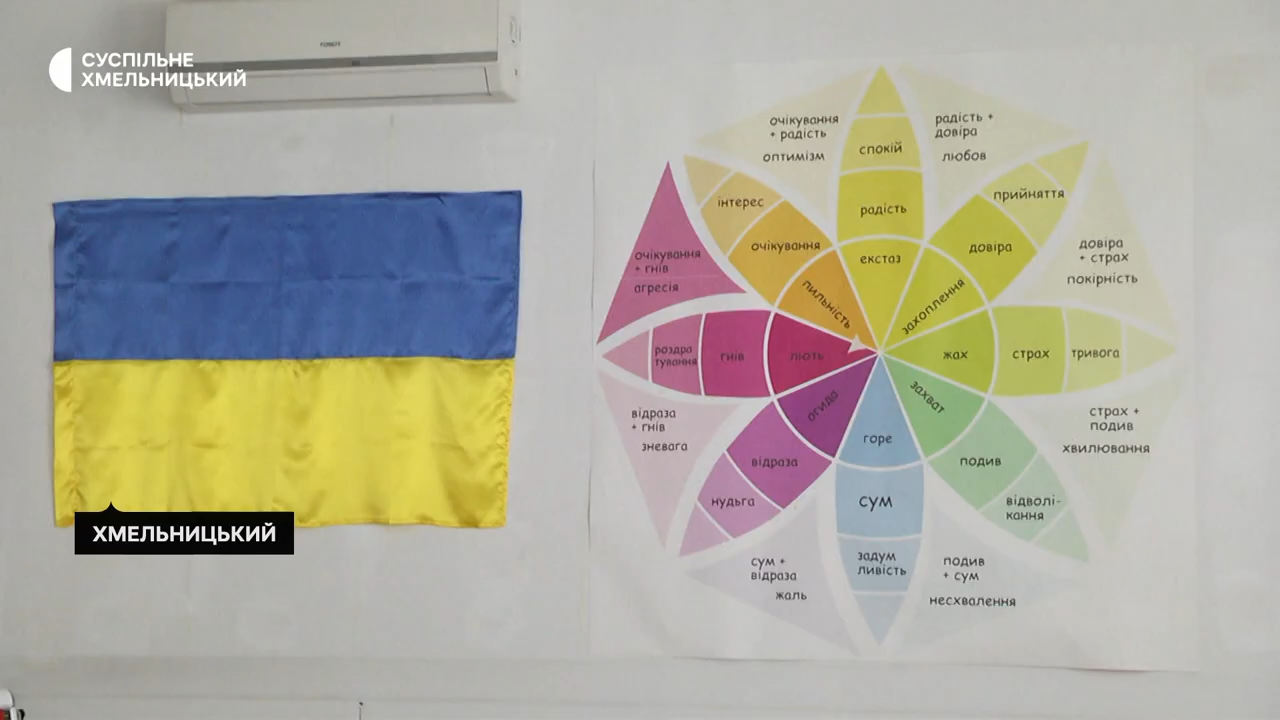 СУСПІЛЬНЕ
ХМЕЛЬНИЦЬКИЙ
очікування
+ радість
оптимізм
радість +
довіра
любов
спокій
інтерес
прийняття
радість
очікування
довіра
екстаз
пильність
захоплення
очікування
+ гнів
агресія
довіра
+ страх
покірність
роздра
тування
гнів
лють
жах
страх
тривога
огида
захват
горе
відраза
+ гнів
зневага
страх +
подив
хвилювання
відраза
подив
нудьга
сум
відволі-
кання
задум
ливість
сум +
відраза
жаль
подив
+ сум
несхвалення
ХМЕЛЬНИЦЬКИЙ